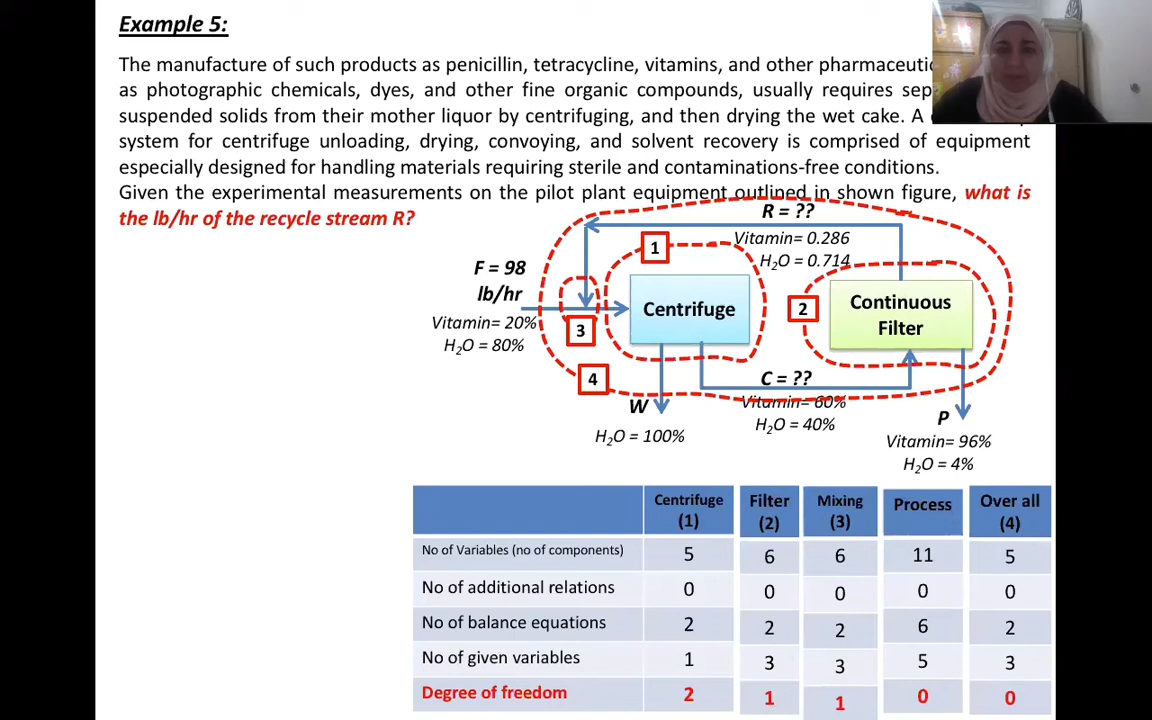 Example 5:
The manufacture of such products as penicillin, tetracycline, vitamins, and other
as photographic chemicals, dyes, and other fine organic compounds, usually requires
suspended solids from their mother liquor by centrifuging, and then drying the wet cake. A
system for centrifuge unloading, drying, convoying, and solvent recovery is comprised of equipment
especially designed for handling materials requiring sterile and contaminations-free conditions.
Given the experimental measurements on the pilot plant equipment outlined in shown figure, what is
the lb/hr of the recycle stream R?
R = ??
Vitamin= 0.286
H₂O = 0.714
1
F = 98
lb/hr
Vitamin= 20%
H₂O = 80%
Centrifuge
2
Continuous
Filter
3
4
C = ??
Vitamin= 60%
H₂O = 40%
W
H₂O = 100%
P
Vitamin= 96%
H₂O = 4%
Centrifuge (1) Filter (2) Mixing (3) Process Over all (4)
No of Variables (no of components) 5 6 6 11 5
No of additional relations 0 0 0 0 0
No of balance equations 2 2 2 6 2
No of given variables 1 3 3 5 3
Degree of freedom 2 1 1 0 0